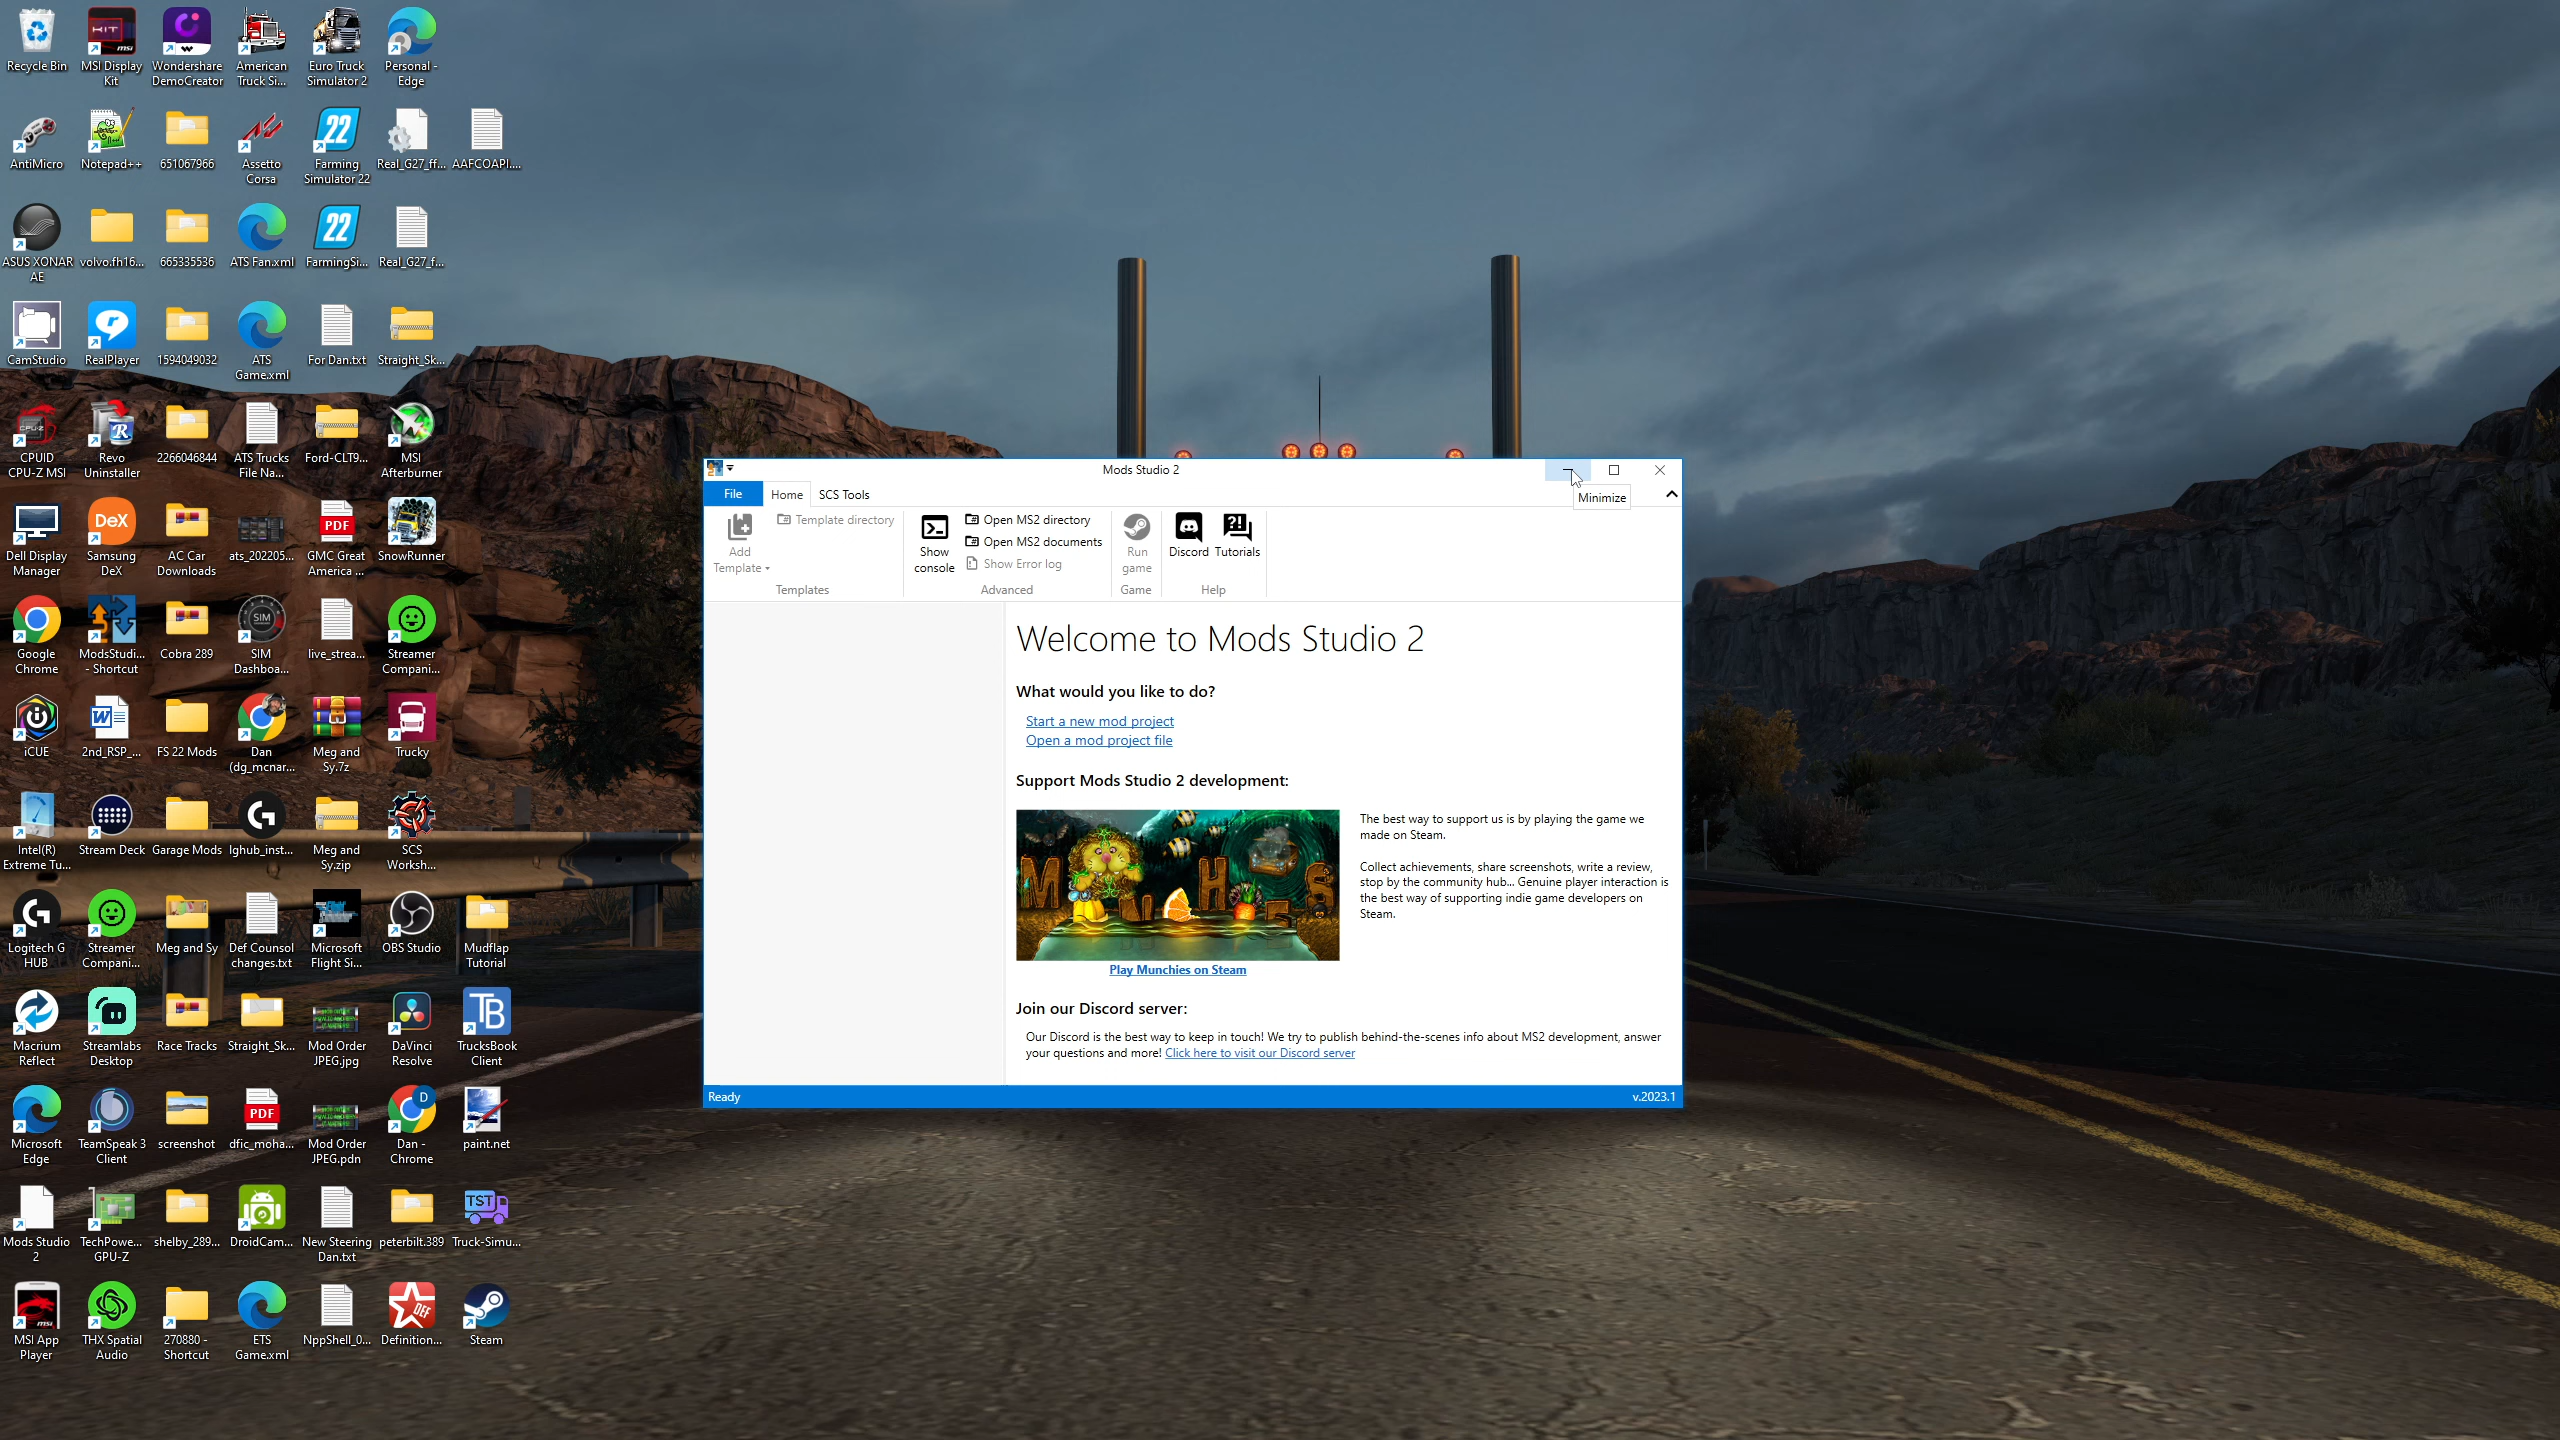 Recycle Bin
MSI Display
Kit
Wondershare
DemoCreator
American
Truck Si...
Euro Truck
Simulator 2
Personal -
Edge
AntiMicro
Notepad++
651067966
Assetto
Corsa
Farming
Simulator 22
Real_G27_ff...
AAFCOAPI....
ASUS XONAR
AE
volvo.fh16...
665335536
ATS Fan.xml
FarmingSi...
Real_G27_f...
CamStudio
RealPlayer
1594049032
ATS
Game.xml
For Dan.txt
Straight_Sk...
CPUID
CPU-Z MSI
Revo
Uninstaller
2266046844
ATS Trucks
File Na...
Ford-CLT9...
MSI
Afterburner
Dell Display
Manager
Samsung
DeX
AC Car
Downloads
ats_202205...
GMC Great
America ...
SnowRunner
Google
Chrome
ModsStudi...
- Shortcut
Cobra 289
SIM
Dashboa...
live_strea...
Streamer
Compani...
iCUE
2nd_RSP_...
FS 22 Mods
Dan
(dg_mcnar...
Meg and
Sy.7z
Trucky
Intel(R)
Extreme Tu...
Stream Deck
Garage Mods
lghub_inst...
Meg and
Sy.zip
SCS
Worksh...
Logitech G
HUB
Streamer
Compani...
Meg and Sy
Def Counsol
changes.txt
Microsoft
Flight Si...
OBS Studio
Mudflap
Tutorial
Macrium
Reflect
Streamlabs
Desktop
Race Tracks
Straight_Sk...
Mod Order
JPEG.jpg
DaVinci
Resolve
TrucksBook
Client
Microsoft
Edge
TeamSpeak 3
Client
screenshot
dfic_moha...
Mod Order
JPEG.pdn
Dan -
Chrome
paint.net
Mods Studio
2
TechPowe...
GPU-Z
shelby_289...
DroidCam...
New Steering
Dan.txt
peterbilt.389
Truck-Simu...
MSI App
Player
THX Spatial
Audio
270880 -
Shortcut
ETS
Game.xml
NppShell_0...
Definition...
Steam
Mods Studio 2
Minimize
File Home SCS Tools
Add
Template
Template directory
Templates
Show
console
Open MS2 directory
Open MS2 documents
Show Error log
Advanced
Run
game
Game
Discord
Tutorials
Help
Welcome to Mods Studio 2
What would you like to do?
Start a new mod project
Open a mod project file
Support Mods Studio 2 development:
MUNCHIES
The best way to support us is by playing the game we
made on Steam.
Collect achievements, share screenshots, write a review,
stop by the community hub... Genuine player interaction is
the best way of supporting indie game developers on
Steam.
Play Munchies on Steam
Join our Discord server:
Our Discord is the best way to keep in touch! We try to publish behind-the-scenes info about MS2 development, answer
your questions and more! Click here to visit our Discord server
Ready
v.2023.1